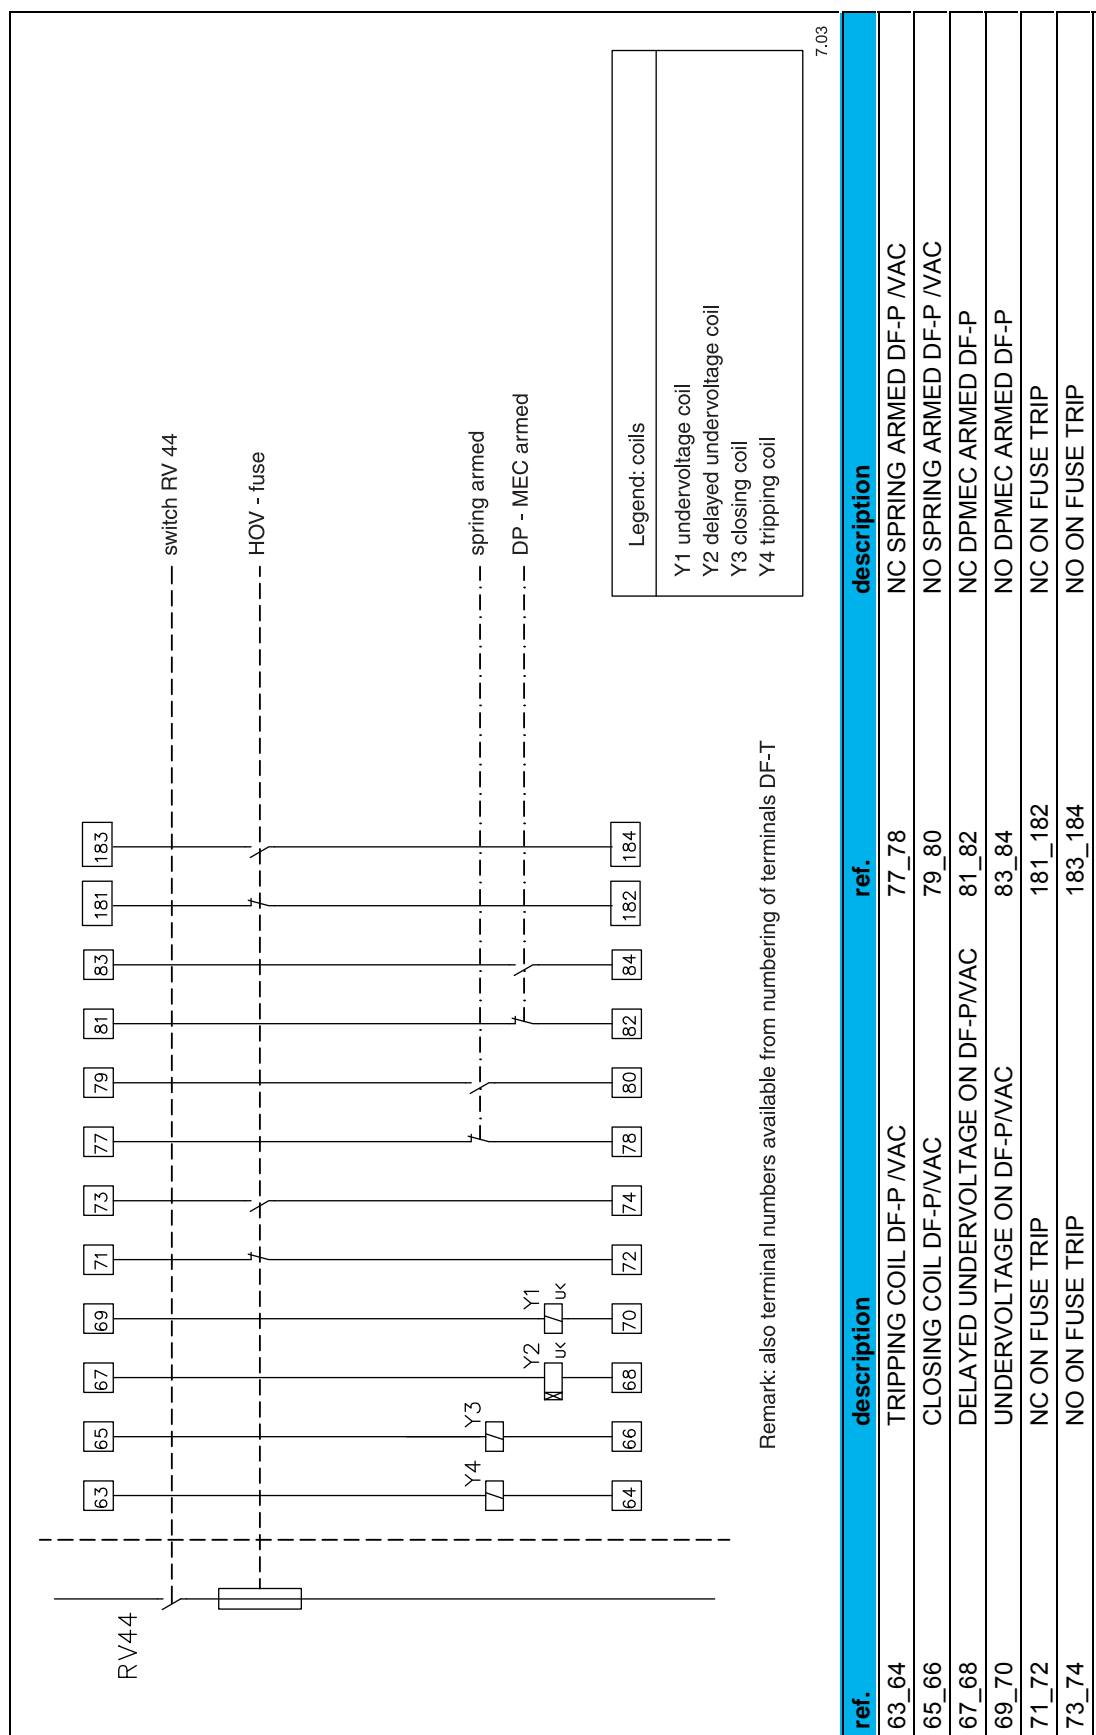 RV44
63 65 67 69 71 73 77 79 81 83 181 183
switch RV 44
HOV - fuse
Y4 Y3 Y2 Y1
U< U<
spring armed
DP - MEC armed
64 66 68 70 72 74 78 80 82 84 182 184
Legend: coils
Y1 undervoltage coil
Y2 delayed undervoltage coil
Y3 closing coil
Y4 tripping coil
Remark: also terminal numbers available from numbering of terminals DF-T
7.03
ref. description ref. description
63_64 TRIPPING COIL DF-P /VAC 77_78 NC SPRING ARMED DF-P /VAC
65_66 CLOSING COIL DF-P/VAC 79_80 NO SPRING ARMED DF-P /VAC
67_68 DELAYED UNDERVOLTAGE ON DF-P/VAC 81_82 NC DPMEC ARMED DF-P
69_70 UNDERVOLTAGE ON DF-P/VAC 83_84 NO DPMEC ARMED DF-P
71_72 NC ON FUSE TRIP 181_182 NC ON FUSE TRIP
73_74 NO ON FUSE TRIP 183_184 NO ON FUSE TRIP